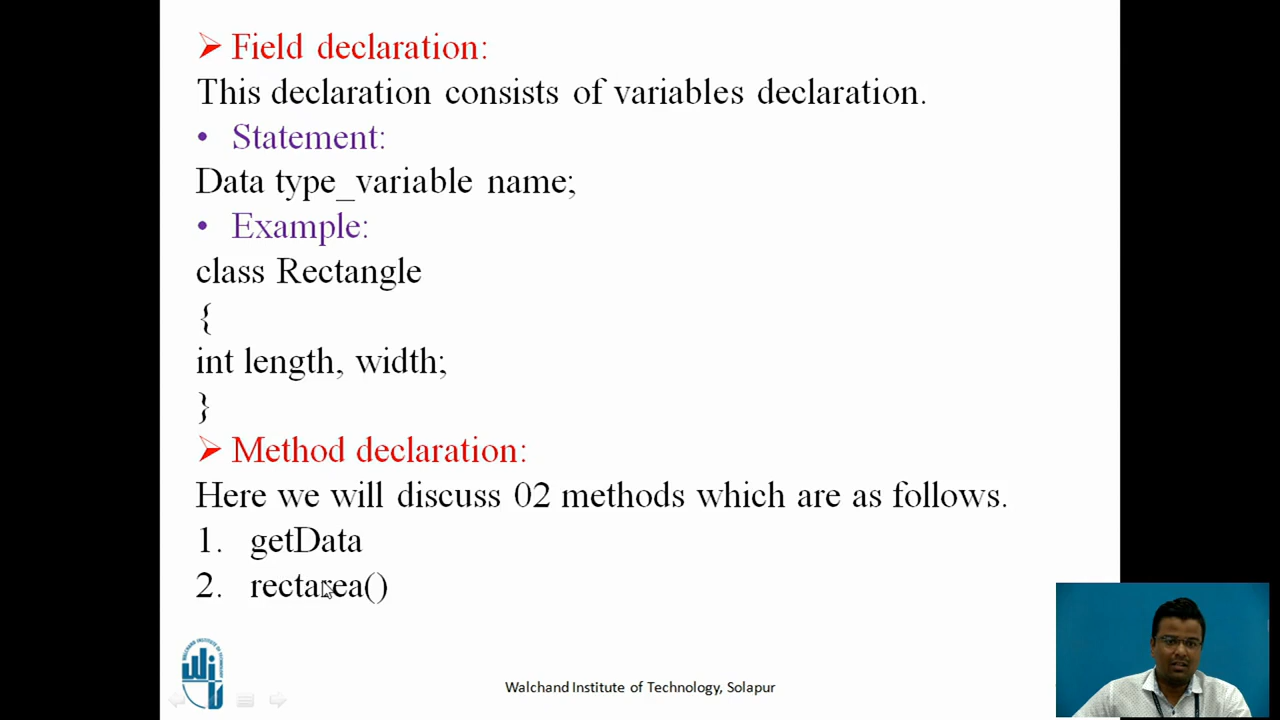 ➢ Field declaration:
This declaration consists of variables declaration.
• Statement:
Data type_variable name;
• Example:
class Rectangle
{
int length, width;
}
➢ Method declaration:
Here we will discuss 02 methods which are as follows.
1. getData
2. rectarea()
Walchand Institute of Technology, Solapur